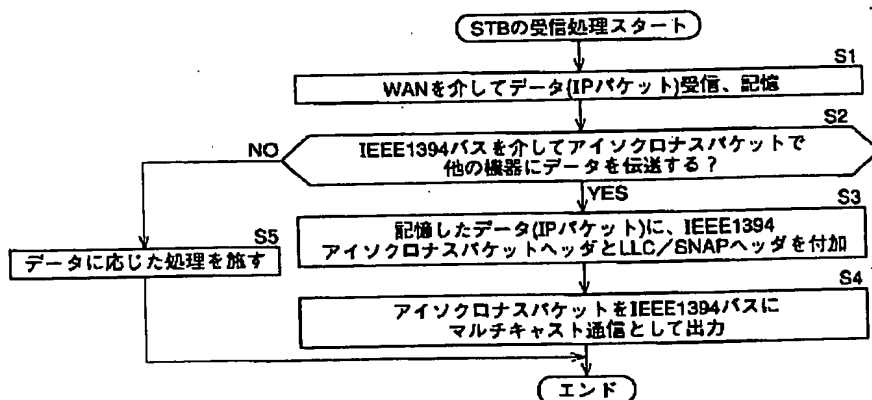 STBの受信処理スタート
S1
WANを介してデータ(IPパケット)受信、記憶
S2
IEEE1394バスを介してアイソクロナスパケットで
他の機器にデータを伝送する？
NO
YES
S3
記憶したデータ(IPパケット)に、IEEE1394
アイソクロナスパケットヘッダとLLC／SNAPヘッダを付加
S5
データに応じた処理を施す
S4
アイソクロナスパケットをIEEE1394バスに
マルチキャスト通信として出力
エンド